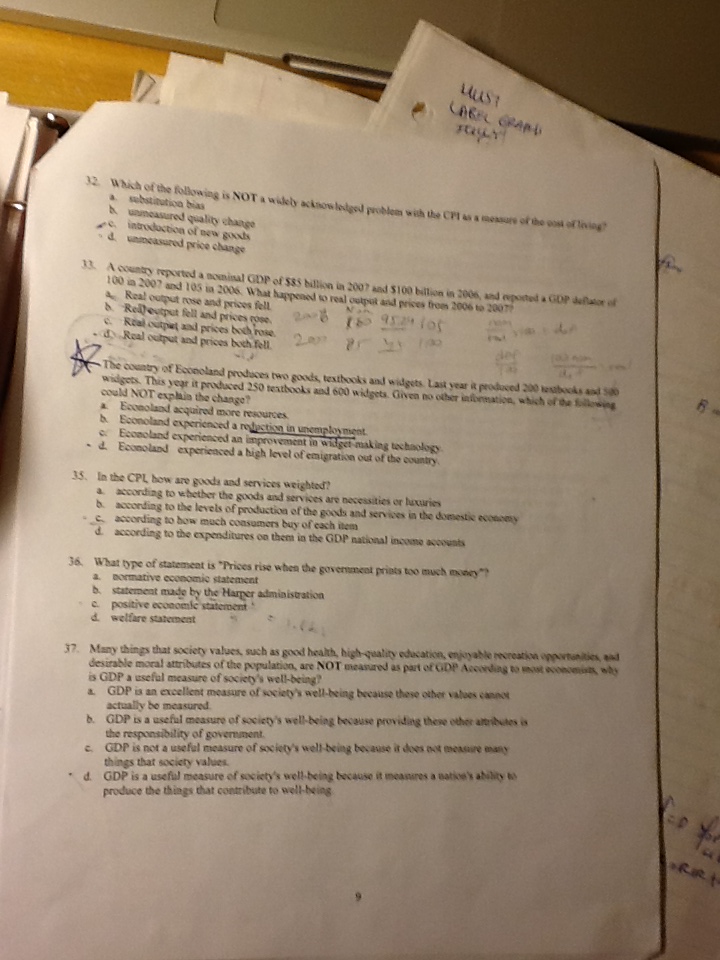 MUST
LABEL GRAPH
FULLY!
32. Which of the following is NOT a widely acknowledged problem with the CPI as a measure of the cost of living?
a. substitution bias
b. unmeasured quality change
c. introduction of new goods
d. unmeasured price change
33. A country reported a nominal GDP of $85 billion in 2007 and $100 billion in 2006, and reported a GDP deflator of
100 in 2007 and 105 in 2006. What happened to real output and prices from 2006 to 2007?
a. Real output rose and prices fell.
b. Real output fell and prices rose.
c. Real output and prices both rose.
d. Real output and prices both fell.
2006 100 95.24 105
2007 85 100
The country of Econoland produces two goods, textbooks and widgets. Last year it produced 200 textbooks and 500
widgets. This year it produced 250 textbooks and 600 widgets. Given no other information, which of the following
could NOT explain the change?
a. Econoland acquired more resources.
b. Econoland experienced a reduction in unemployment.
c. Econoland experienced an improvement in widget-making technology.
d. Econoland experienced a high level of emigration out of the country.
35. In the CPI, how are goods and services weighted?
a. according to whether the goods and services are necessities or luxuries
b. according to the levels of production of the goods and services in the domestic economy
c. according to how much consumers buy of each item
d. according to the expenditures on them in the GDP national income accounts
36. What type of statement is "Prices rise when the government prints too much money"?
a. normative economic statement
b. statement made by the Harper administration
c. positive economic statement
d. welfare statement
37. Many things that society values, such as good health, high-quality education, enjoyable recreation opportunities, and
desirable moral attributes of the population, are NOT measured as part of GDP. According to most economists, why
is GDP a useful measure of society's well-being?
a. GDP is an excellent measure of society's well-being because these other values cannot
actually be measured.
b. GDP is a useful measure of society's well-being because providing these other attributes is
the responsibility of government.
c. GDP is not a useful measure of society's well-being because it does not measure many
things that society values.
d. GDP is a useful measure of society's well-being because it measures a nation's ability to
produce the things that contribute to well-being.
9